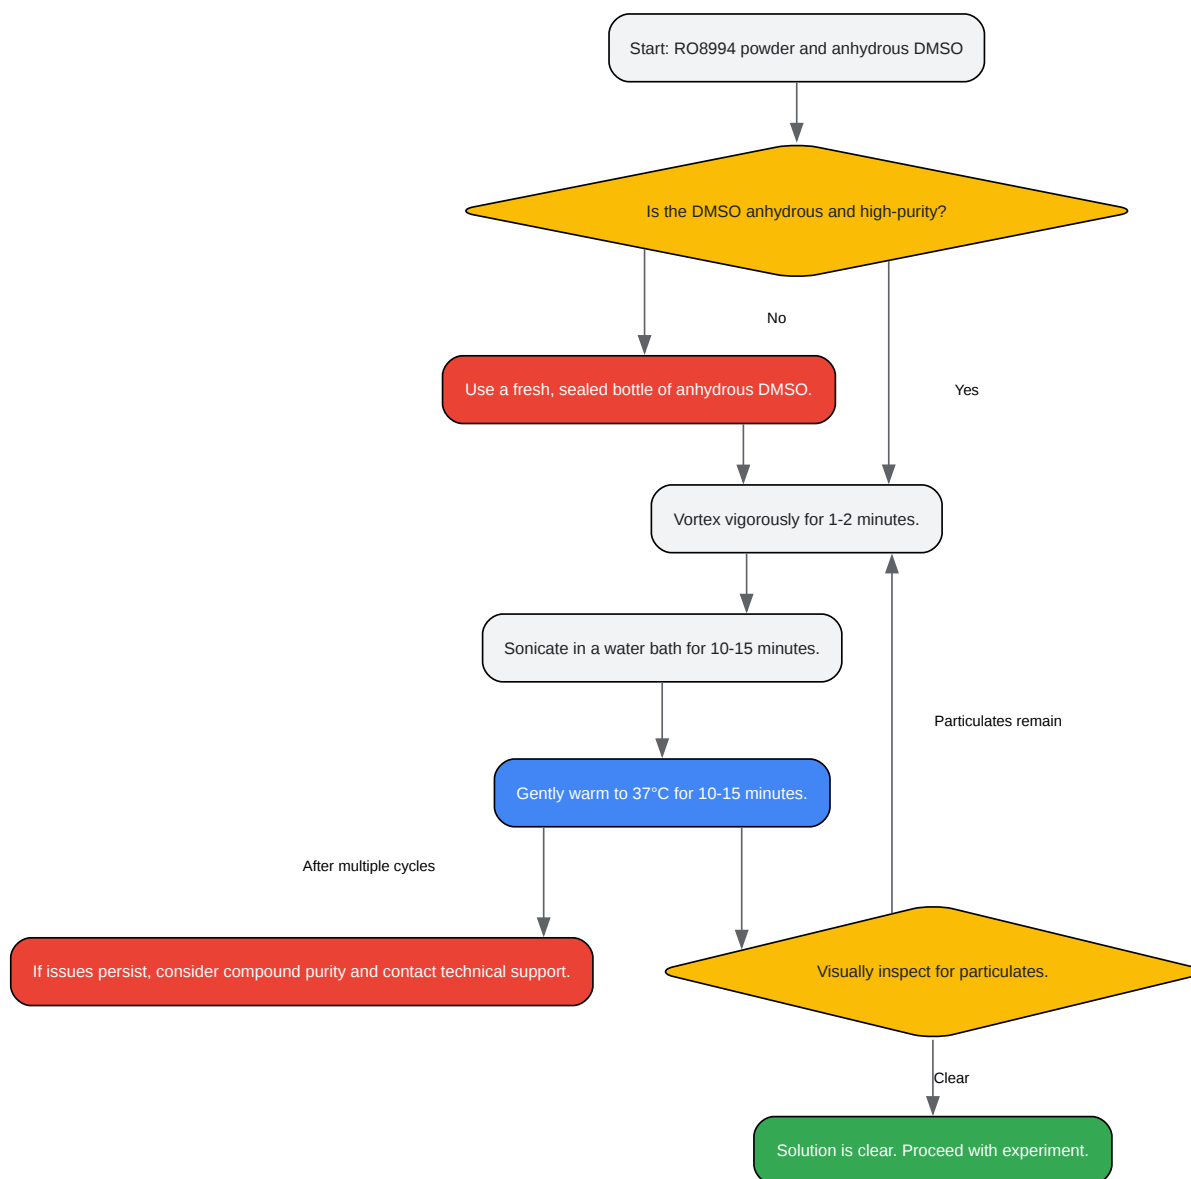 Start: RO8994 powder and anhydrous DMSO
Is the DMSO anhydrous and high-purity?
No
Use a fresh, sealed bottle of anhydrous DMSO.
Yes
Vortex vigorously for 1-2 minutes.
Sonicate in a water bath for 10-15 minutes.
Particulates remain
Gently warm to 37°C for 10-15 minutes.
After multiple cycles
If issues persist, consider compound purity and contact technical support.
Visually inspect for particulates.
Clear
Solution is clear. Proceed with experiment.